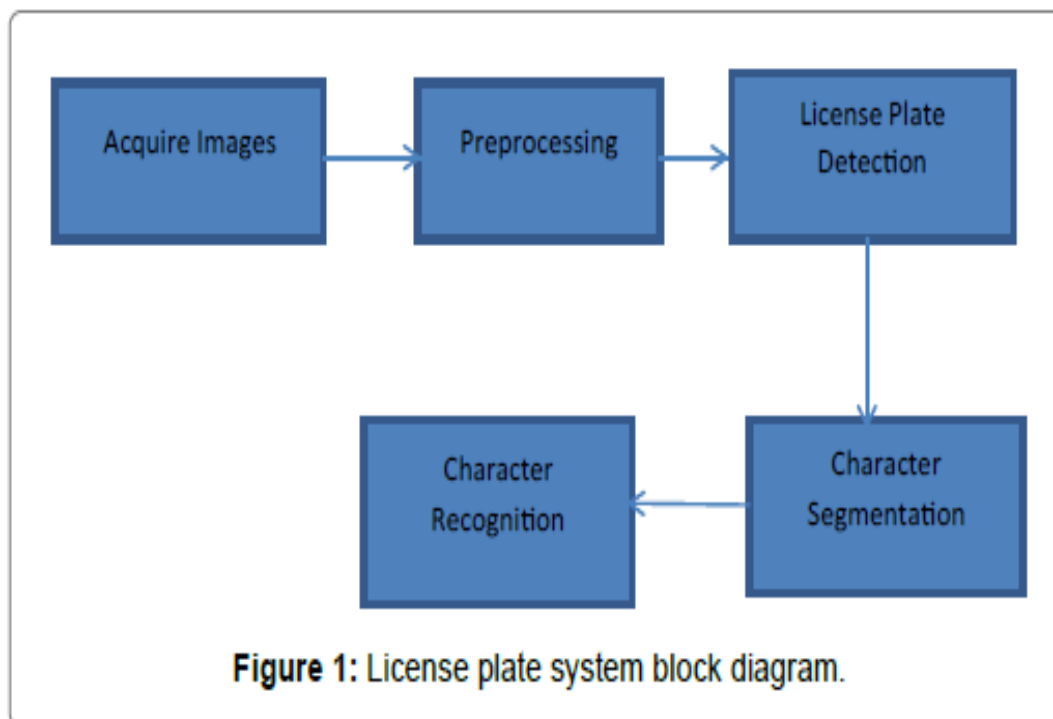 Acquire Images
Preprocessing
License Plate
Detection
Character
Segmentation
Character
Recognition
Figure 1: License plate system block diagram.